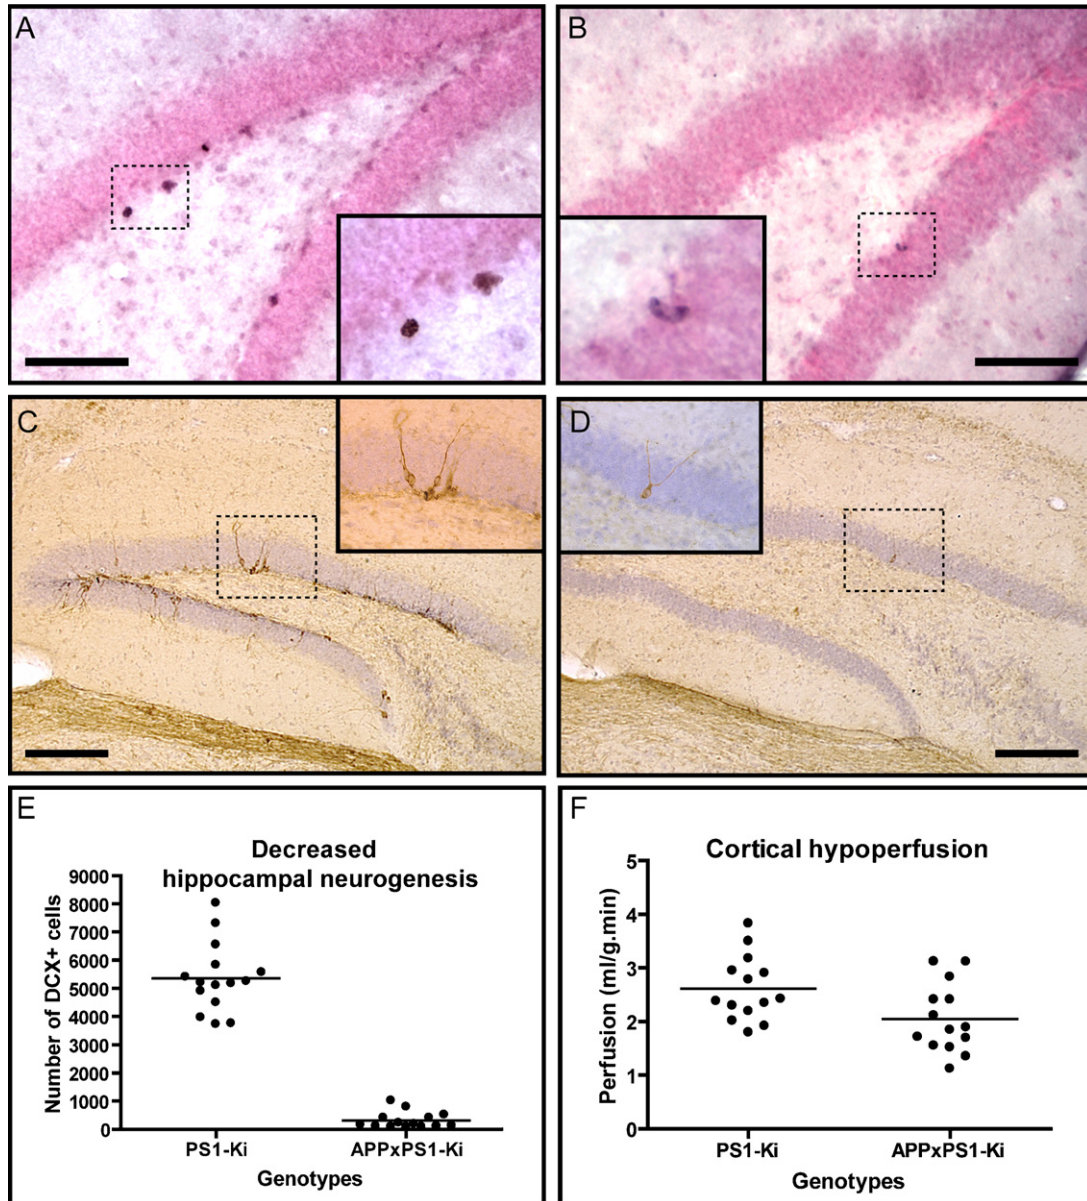 A
B
C
D
E
Decreased
hippocampal neurogenesis
9000
8000
7000
6000
5000
4000
3000
2000
1000
0
Number of DCX+ cells
PS1-Ki
APPxPS1-Ki
Genotypes
F
Cortical hypoperfusion
5
4
3
2
1
0
Perfusion (ml/g.min)
PS1-Ki
APPxPS1-Ki
Genotypes